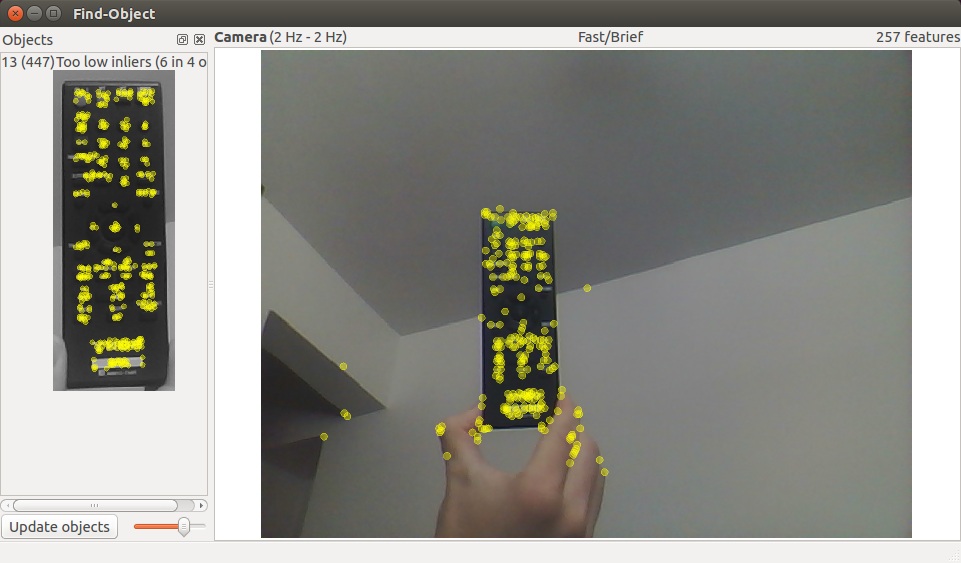 Find-Object
Objects
Camera (2 Hz - 2 Hz) Fast/Brief 257 features
13 (447)Too low inliers (6 in 4 o
Update objects